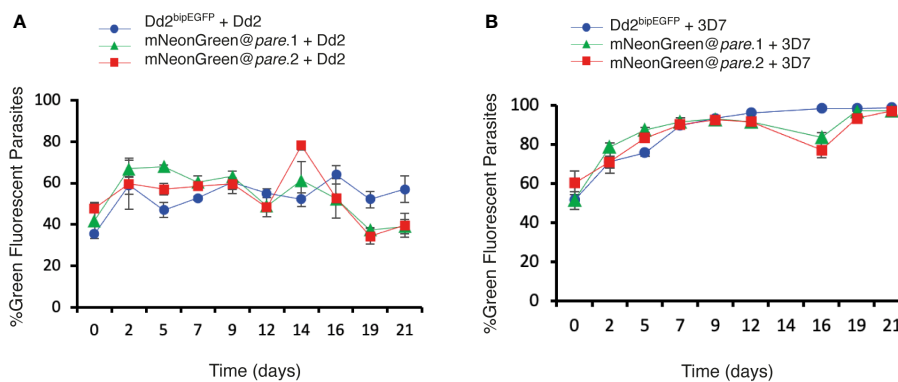 A
Dd2bipEGFP + Dd2
mNeonGreen@pare.1 + Dd2
mNeonGreen@pare.2 + Dd2
%Green Fluorescent Parasites
100
80
60
40
20
0
0 2 5 7 9 12 14 16 19 21
Time (days)
B
Dd2bipEGFP + 3D7
mNeonGreen@pare.1 + 3D7
mNeonGreen@pare.2 + 3D7
%Green Fluorescent Parasites
100
80
60
40
20
0
0 2 5 7 9 12 14 16 19 21
Time (days)